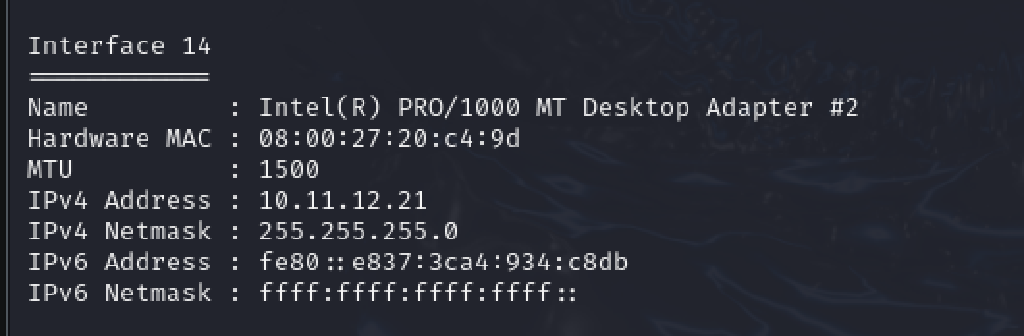 Interface 14
============
Name         : Intel(R) PRO/1000 MT Desktop Adapter #2
Hardware MAC : 08:00:27:20:c4:9d
MTU          : 1500
IPv4 Address : 10.11.12.21
IPv4 Netmask : 255.255.255.0
IPv6 Address : fe80::e837:3ca4:934:c8db
IPv6 Netmask : ffff:ffff:ffff:ffff::